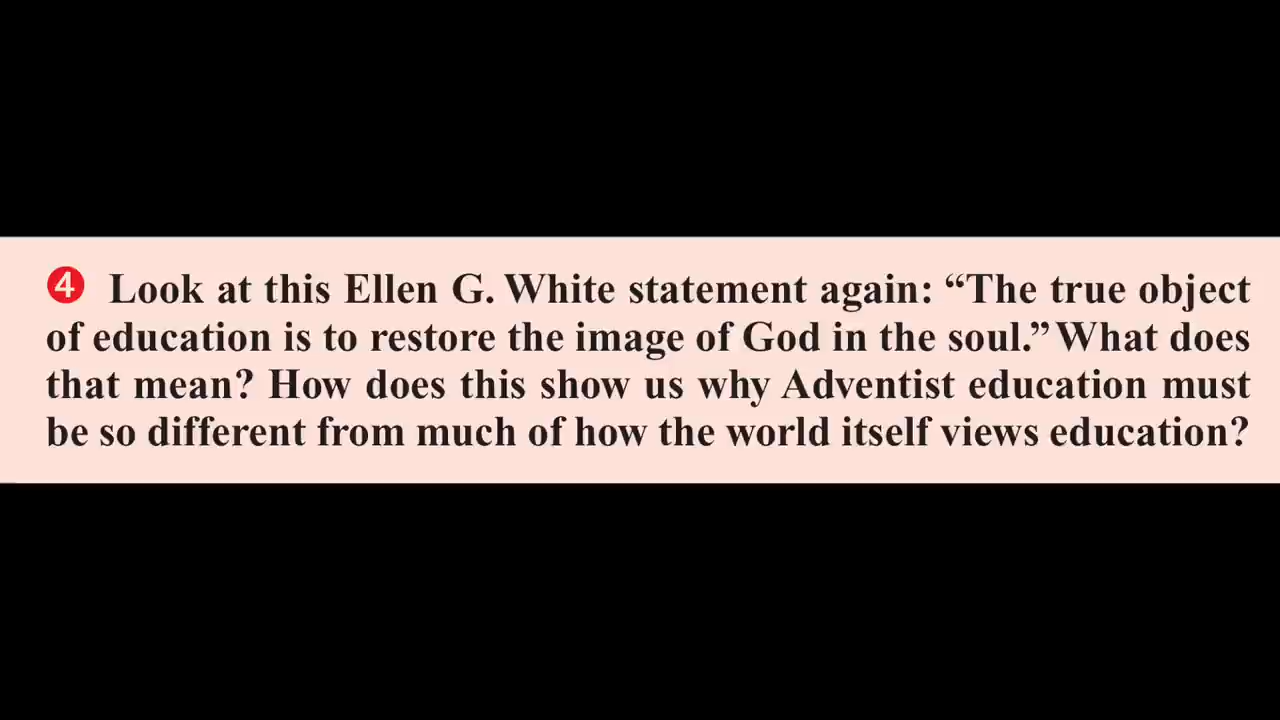 4 Look at this Ellen G. White statement again: “The true object
of education is to restore the image of God in the soul.” What does
that mean? How does this show us why Adventist education must
be so different from much of how the world itself views education?